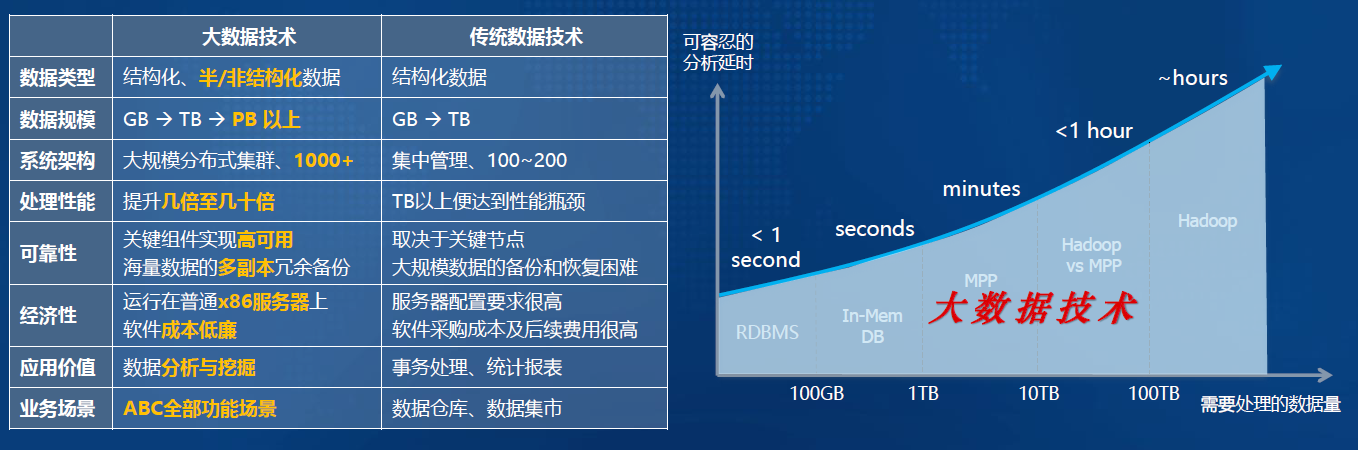 大数据技术 传统数据技术
数据类型 结构化、半/非结构化数据 结构化数据
数据规模 GB → TB → PB 以上 GB → TB
系统架构 大规模分布式集群、1000+ 集中管理、100~200
处理性能 提升几倍至几十倍 TB以上便达到性能瓶颈
可靠性 关键组件实现高可用 取决于关键节点
海量数据的多副本冗余备份 大规模数据的备份和恢复困难
经济性 运行在普通x86服务器上 服务器配置要求很高
软件成本低廉 软件采购成本及后续费用很高
应用价值 数据分析与挖掘 事务处理、统计报表
业务场景 ABC全部功能场景 数据仓库、数据集市
可容忍的
分析延时
~hours
<1 hour
minutes
seconds
< 1
second
Hadoop
Hadoop
vs MPP
MPP
In-Mem
DB
RDBMS
大数据技术
100GB 1TB 10TB 100TB
需要处理的数据量